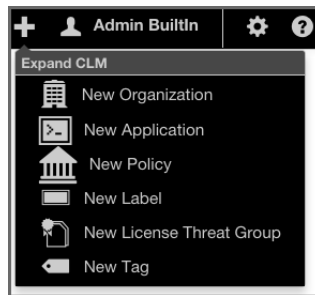 Admin BuiltIn
Expand CLM
New Organization
New Application
New Policy
New Label
New License Threat Group
New Tag